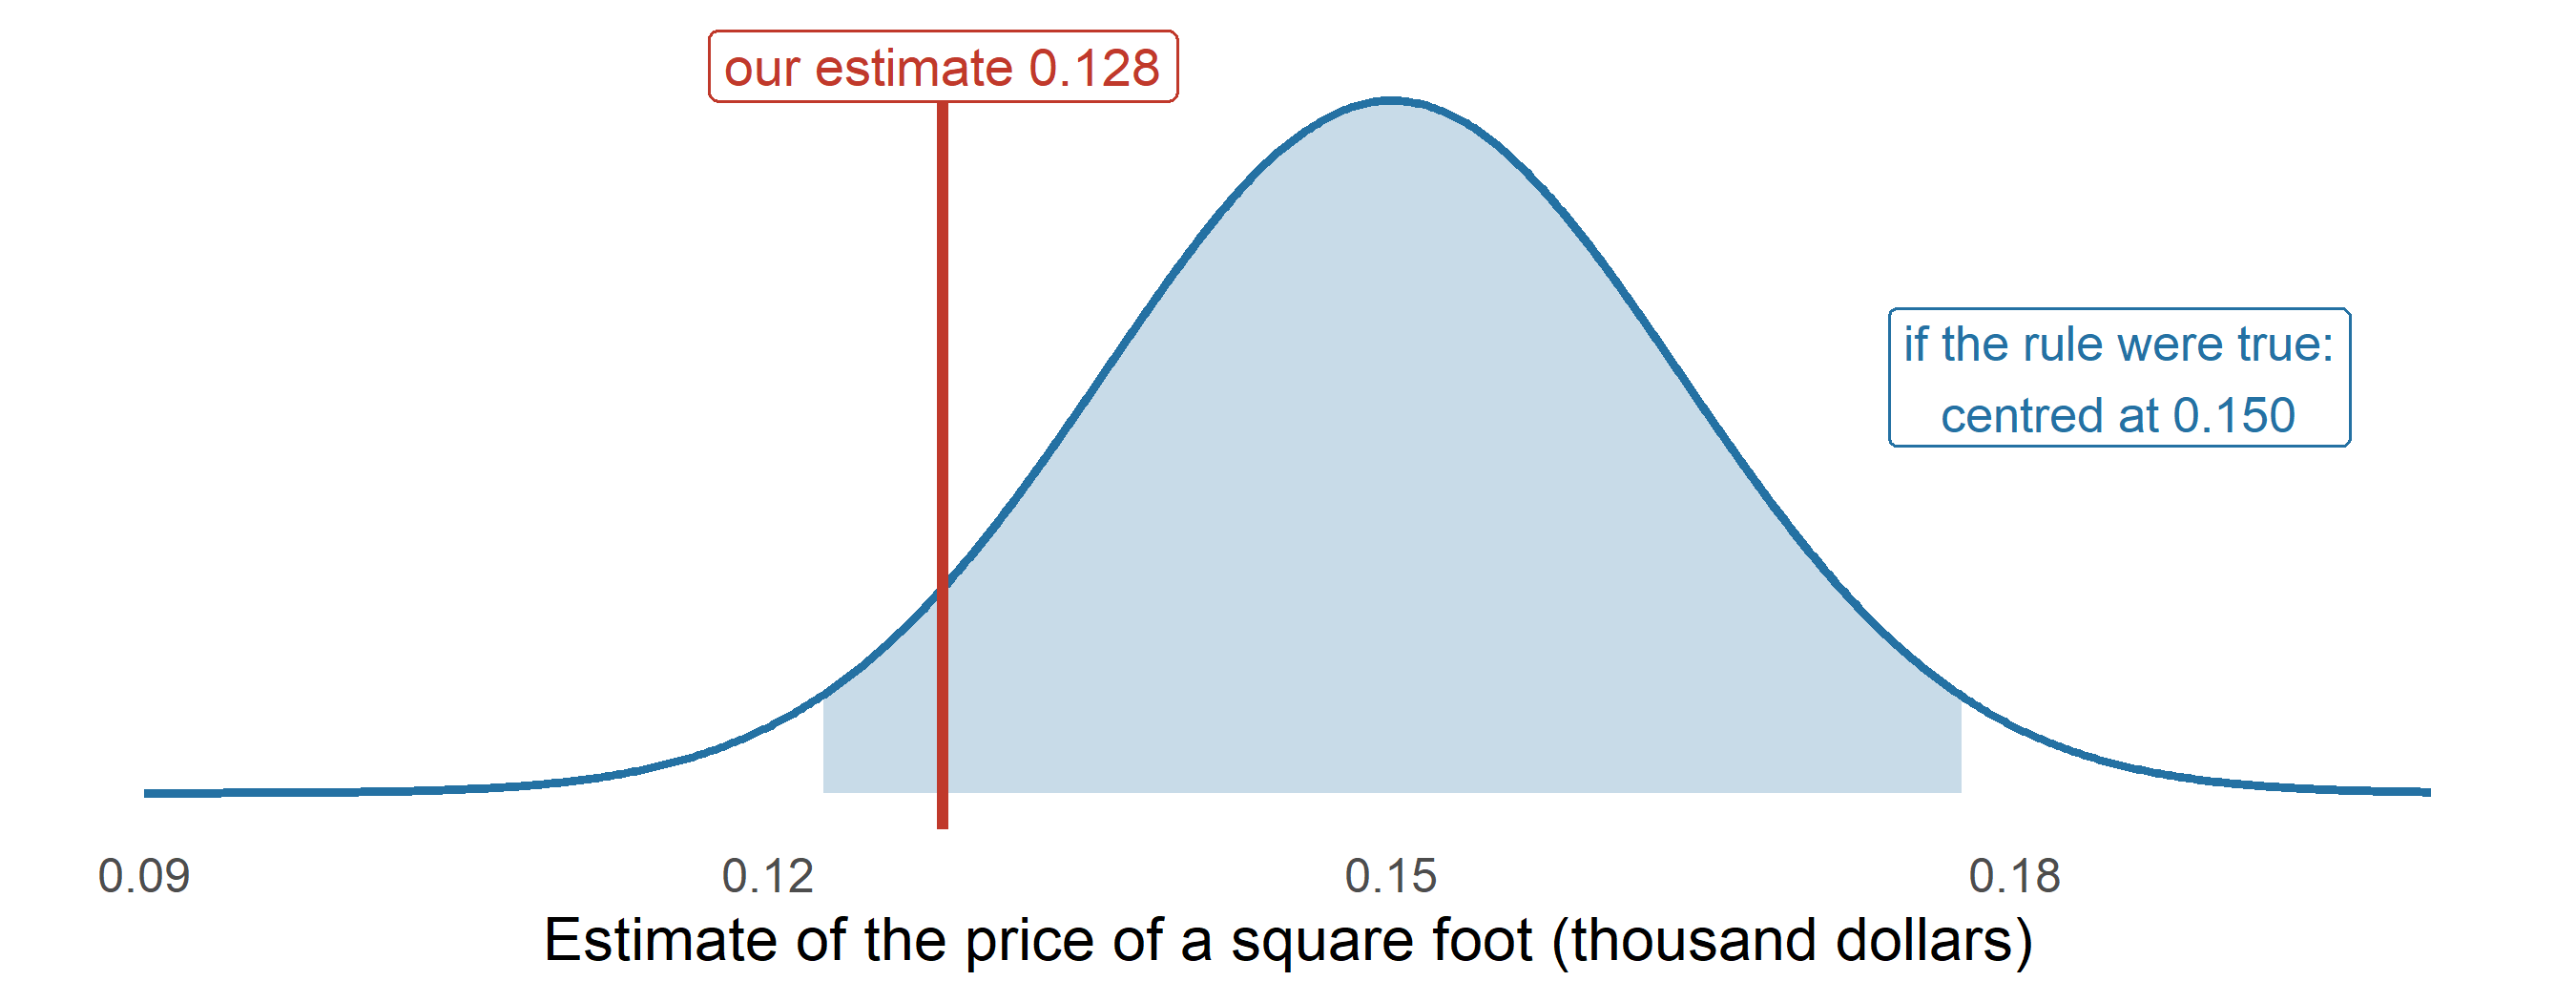 our estimate 0.128
if the rule were true:
centred at 0.150
0.09
0.12
0.15
0.18
Estimate of the price of a square foot (thousand dollars)